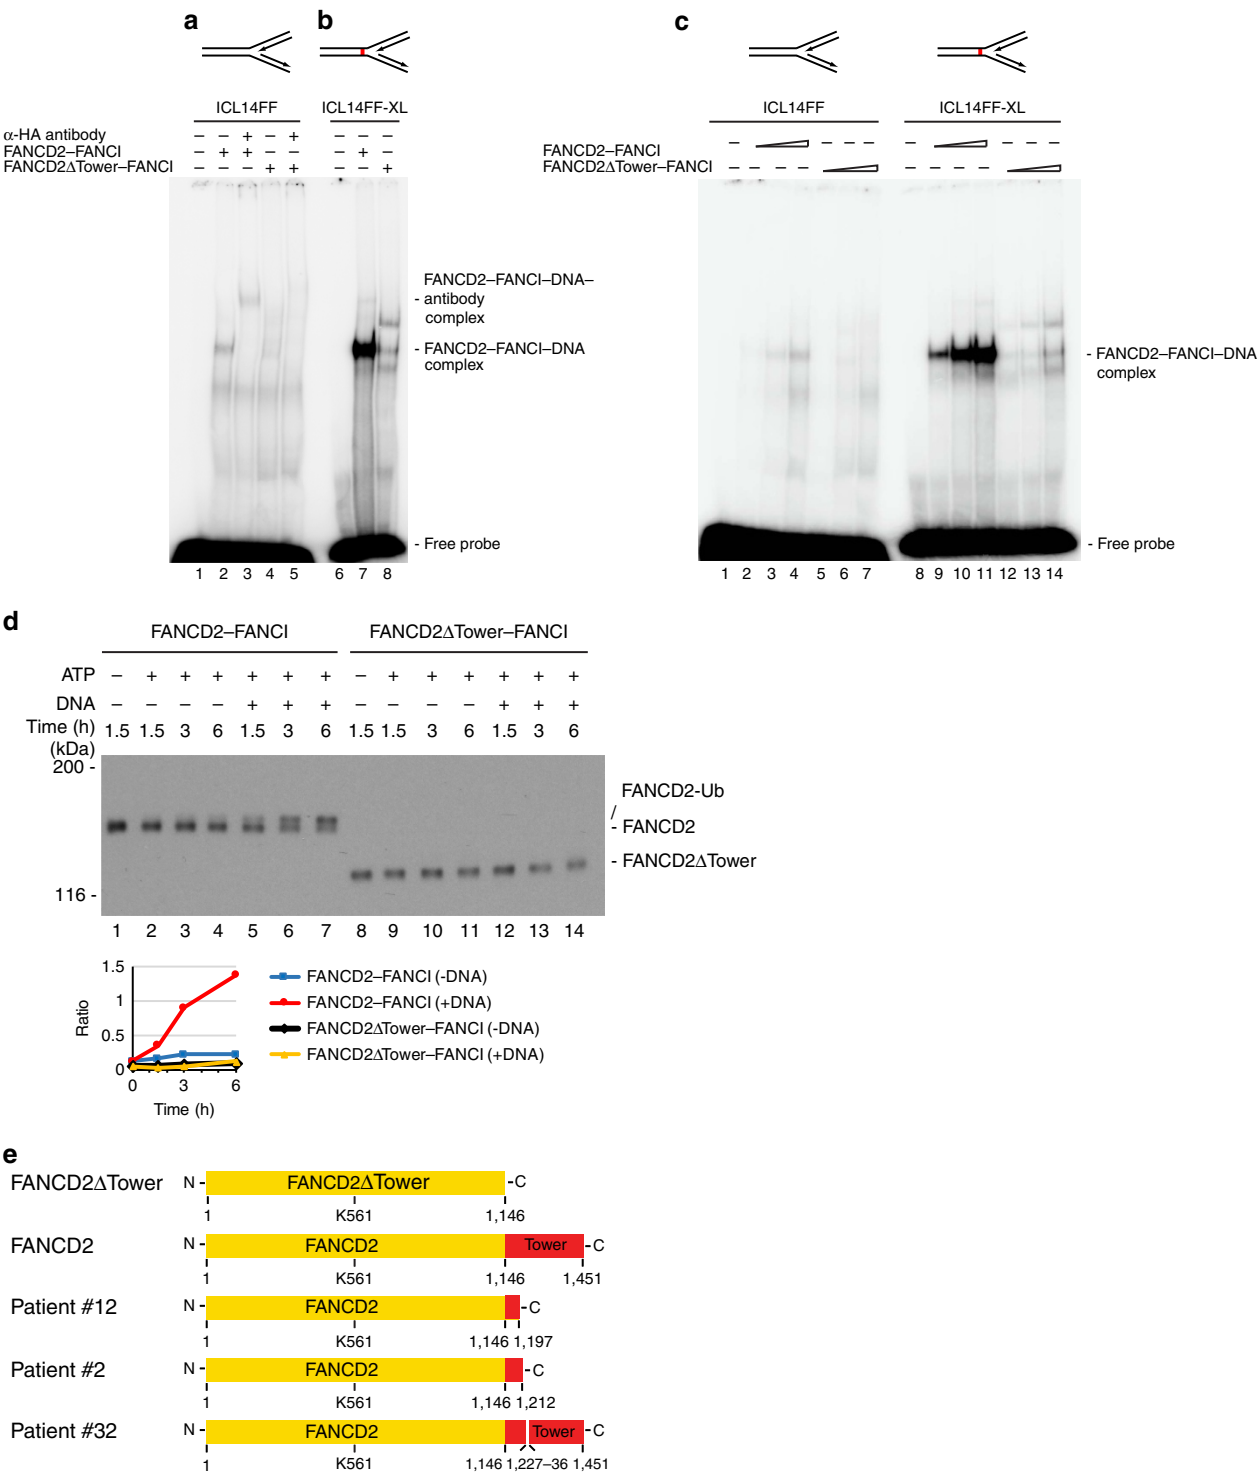 a
b
c
ICL14FF
ICL14FF-XL
ICL14FF
ICL14FF-XL
α-HA antibody – – + – +
FANCD2–FANCI – + + – – – + –
FANCD2ΔTower–FANCI – – – + + – – +
FANCD2–FANCI – – – – – – – –
FANCD2ΔTower–FANCI – – – – – – – –
FANCD2–FANCI–DNA–
- antibody
complex
- FANCD2–FANCI–DNA
complex
- FANCD2–FANCI–DNA
complex
- Free probe
- Free probe
1 2 3 4 5 6 7 8
1 2 3 4 5 6 7 8 9 10 11 12 13 14
d
FANCD2–FANCI
FANCD2ΔTower–FANCI
ATP – + + + + + + – + + + + + +
DNA – – – – + + + – – – – + + +
Time (h) 1.5 1.5 3 6 1.5 3 6 1.5 1.5 3 6 1.5 3 6
(kDa)
200 -
FANCD2-Ub
/
- FANCD2
- FANCD2ΔTower
116 -
1 2 3 4 5 6 7 8 9 10 11 12 13 14
1.5
1
0.5
0
Ratio
0 3 6
Time (h)
FANCD2–FANCI (-DNA)
FANCD2–FANCI (+DNA)
FANCD2ΔTower–FANCI (-DNA)
FANCD2ΔTower–FANCI (+DNA)
e
FANCD2ΔTower N - FANCD2ΔTower -C
1 K561 1,146
FANCD2 N - FANCD2 Tower -C
1 K561 1,146 1,451
Patient #12 N - FANCD2 -C
1 K561 1,146 1,197
Patient #2 N - FANCD2 -C
1 K561 1,146 1,212
Patient #32 N - FANCD2 Tower -C
1 K561 1,146 1,227–36 1,451